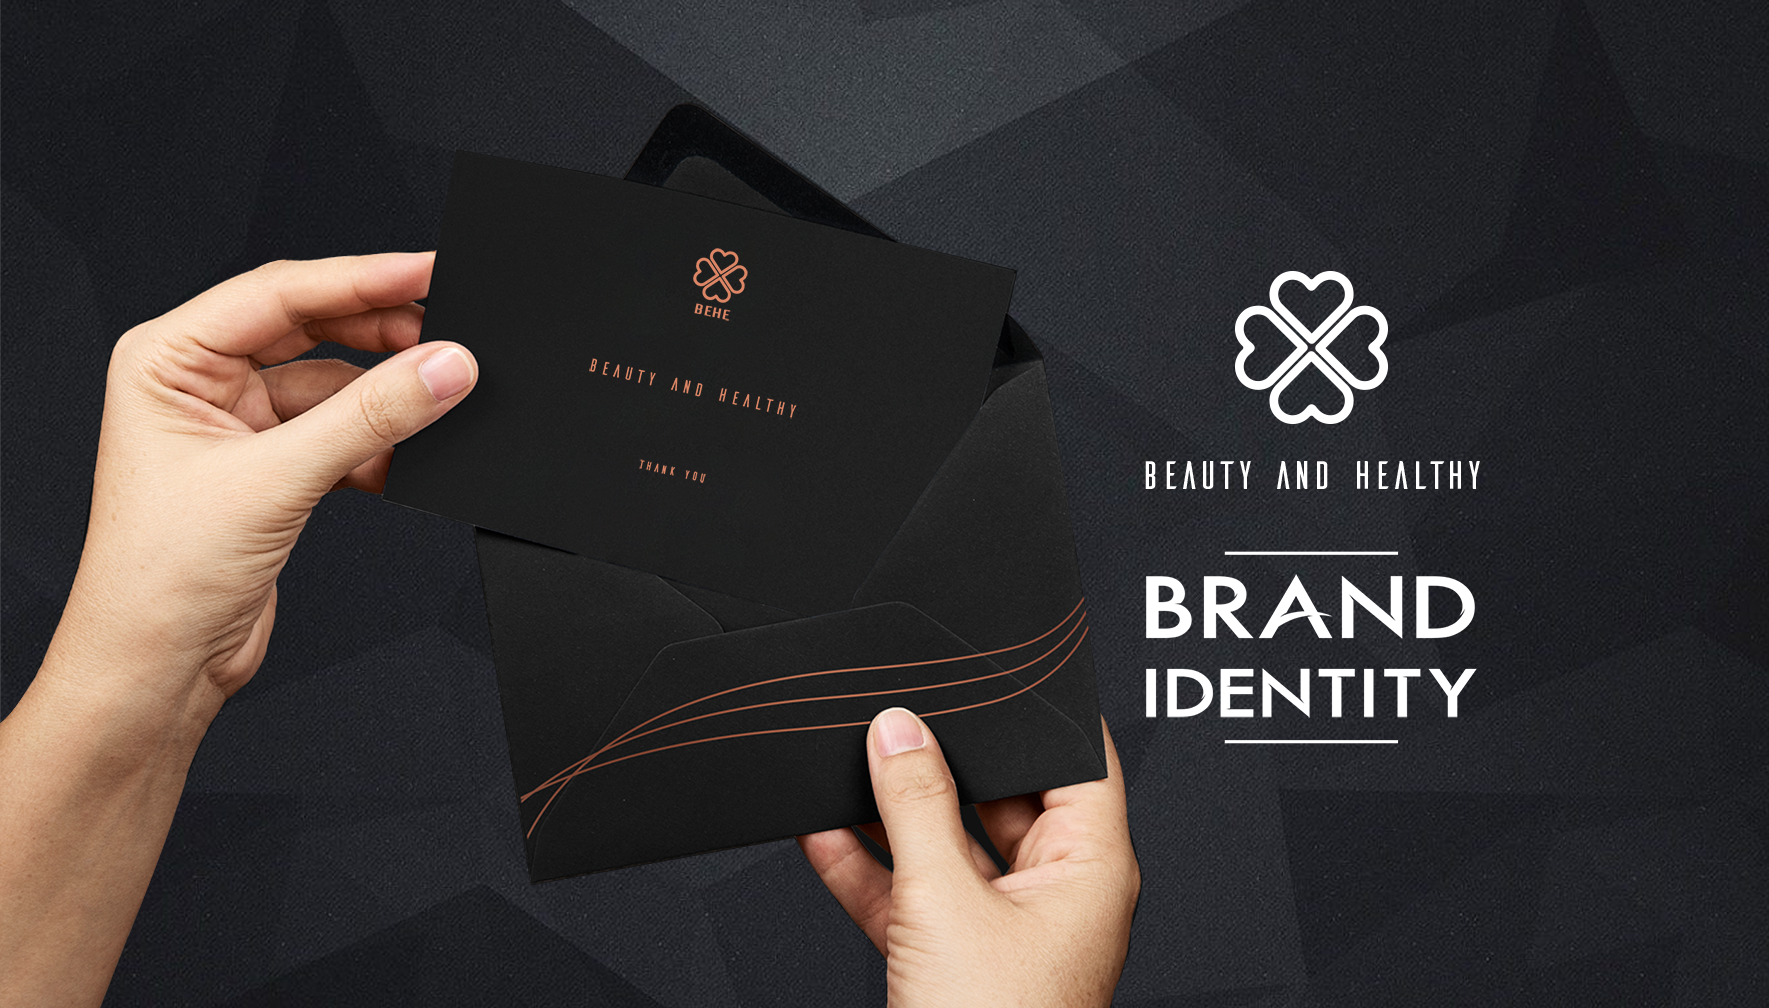 BEHE
BEAUTY AND HEALTHY
THANK YOU
BEAUTY AND HEALTHY
BRAND
IDENTITY